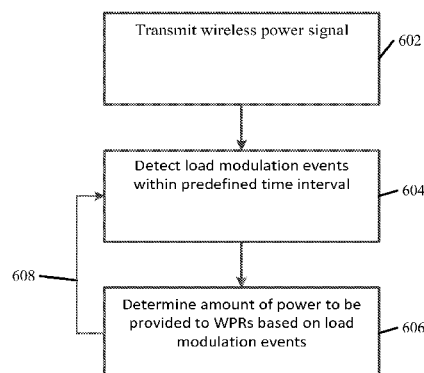 Transmit wireless power signal
602
Detect load modulation events
within predefined time interval
604
608
Determine amount of power to be
provided to WPRs based on load
modulation events
606